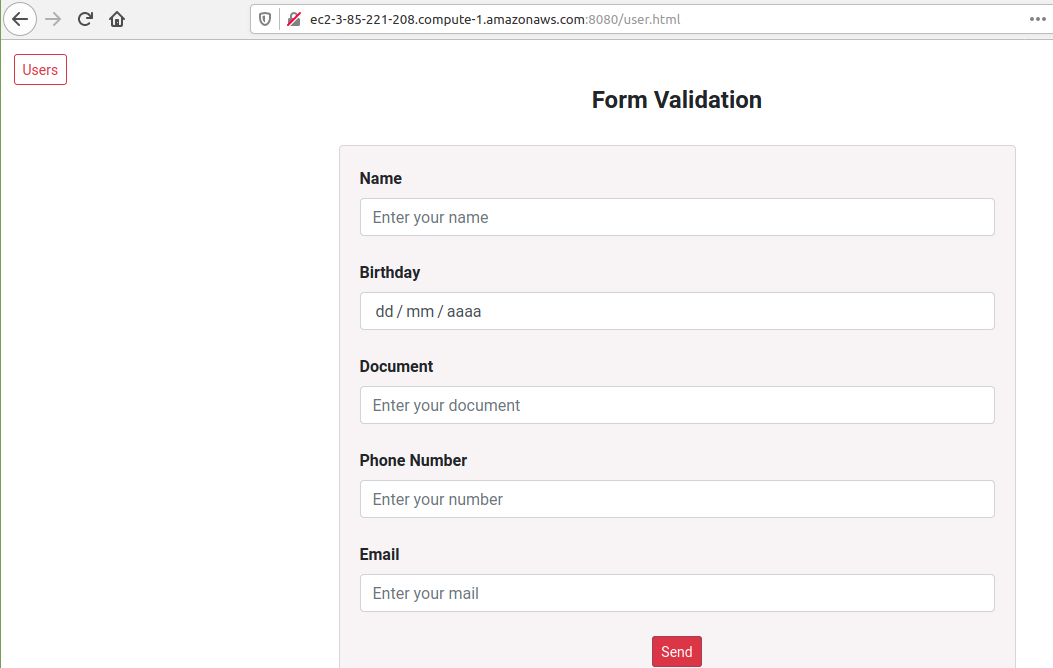 ec2-3-85-221-208.compute-1.amazonaws.com:8080/user.html
Users
Form Validation
Name
Enter your name
Birthday
dd / mm / aaaa
Document
Enter your document
Phone Number
Enter your number
Email
Enter your mail
Send